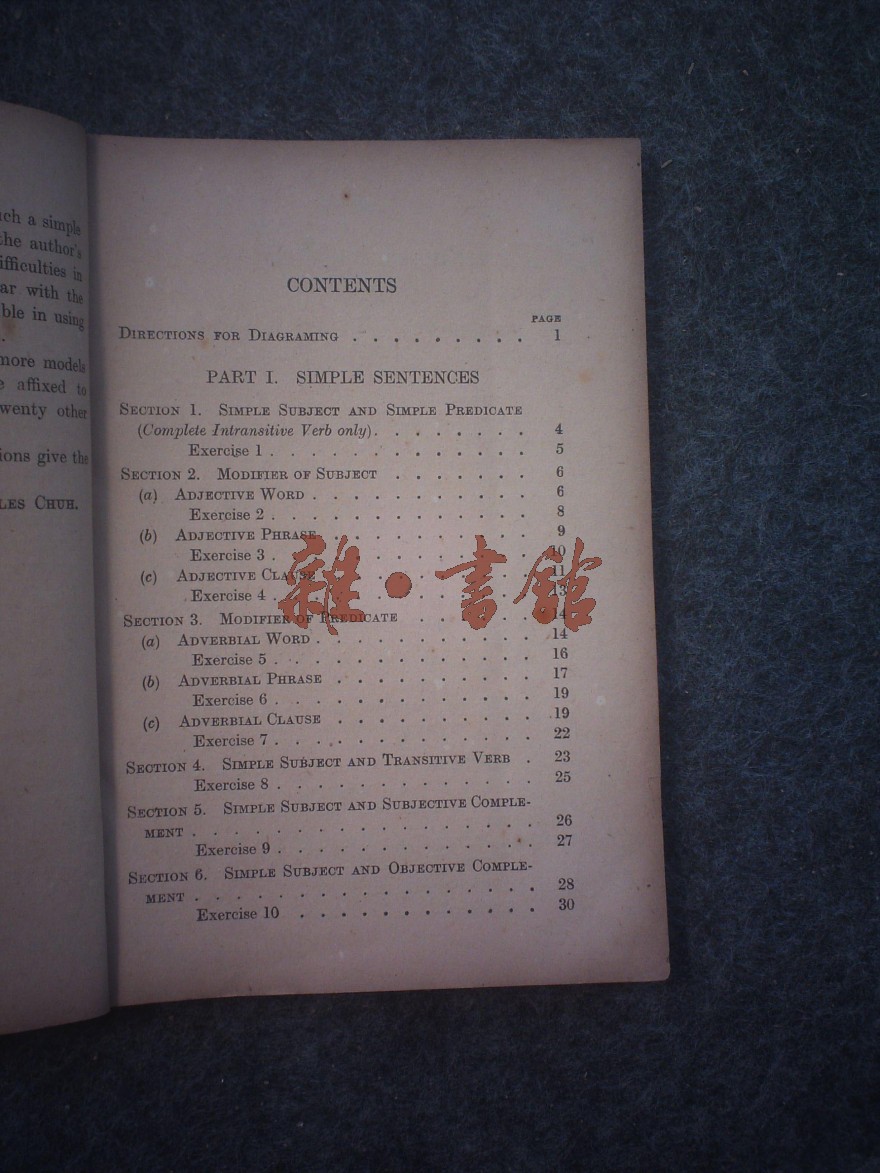 uch a simple
the author's
ifficulties in
ar with the
ble in using
more models
e affixed to
wenty other
ions give the
LES CHUH.
CONTENTS
PAGE
DIRECTIONS FOR DIAGRAMING . . . . . . . . . 1
PART I. SIMPLE SENTENCES
SECTION 1. SIMPLE SUBJECT AND SIMPLE PREDICATE
(Complete Intransitive Verb only) . . . . . . . . 4
Exercise 1 . . . . . . . . . . . . . 5
SECTION 2. MODIFIER OF SUBJECT . . . . . . . 6
(a) ADJECTIVE WORD . . . . . . . . . . . 6
Exercise 2 . . . . . . . . . . . . . 8
(b) ADJECTIVE PHRASE . . . . . . . . . . 9
Exercise 3 . . . . . . . . . . . . . 10
(c) ADJECTIVE CLAUSE . . . . . . . . . . 11
Exercise 4 . . . . . . . . . . . . . 13
雜·書館
SECTION 3. MODIFIER OF PREDICATE . . . . . . 14
(a) ADVERBIAL WORD . . . . . . . . . . . 14
Exercise 5 . . . . . . . . . . . . . 16
(b) ADVERBIAL PHRASE . . . . . . . . . . 17
Exercise 6 . . . . . . . . . . . . . 19
(c) ADVERBIAL CLAUSE . . . . . . . . . . 19
Exercise 7 . . . . . . . . . . . . . 22
SECTION 4. SIMPLE SUBJECT AND TRANSITIVE VERB . 23
Exercise 8 . . . . . . . . . . . . . 25
SECTION 5. SIMPLE SUBJECT AND SUBJECTIVE COMPLE-
MENT . . . . . . . . . . . . . . . . . 26
Exercise 9 . . . . . . . . . . . . . 27
SECTION 6. SIMPLE SUBJECT AND OBJECTIVE COMPLE-
MENT . . . . . . . . . . . . . . . . . 28
Exercise 10 . . . . . . . . . . . . 30